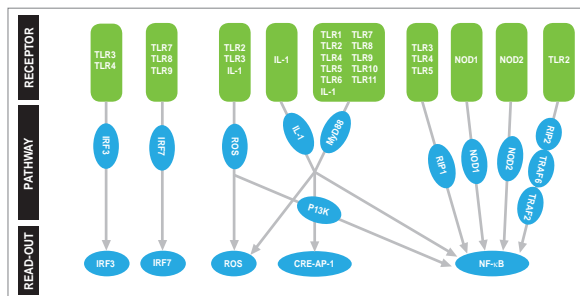 RECEPTOR
TLR3
TLR4
TLR7
TLR8
TLR9
TLR2
TLR3
IL-1
IL-1
TLR1 TLR7
TLR2 TLR8
TLR4 TLR9
TLR5 TLR10
TLR6 TLR11
IL-1
TLR3
TLR4
TLR5
NOD1
NOD2
TLR2
PATHWAY
IRF3
IRF7
ROS
IL-1
MyD88
P13K
RIP1
NOD1
NOD2
RIP2
TRAF6
TRAF2
READ-OUT
IRF3
IRF7
ROS
CRE-AP-1
NF-κB